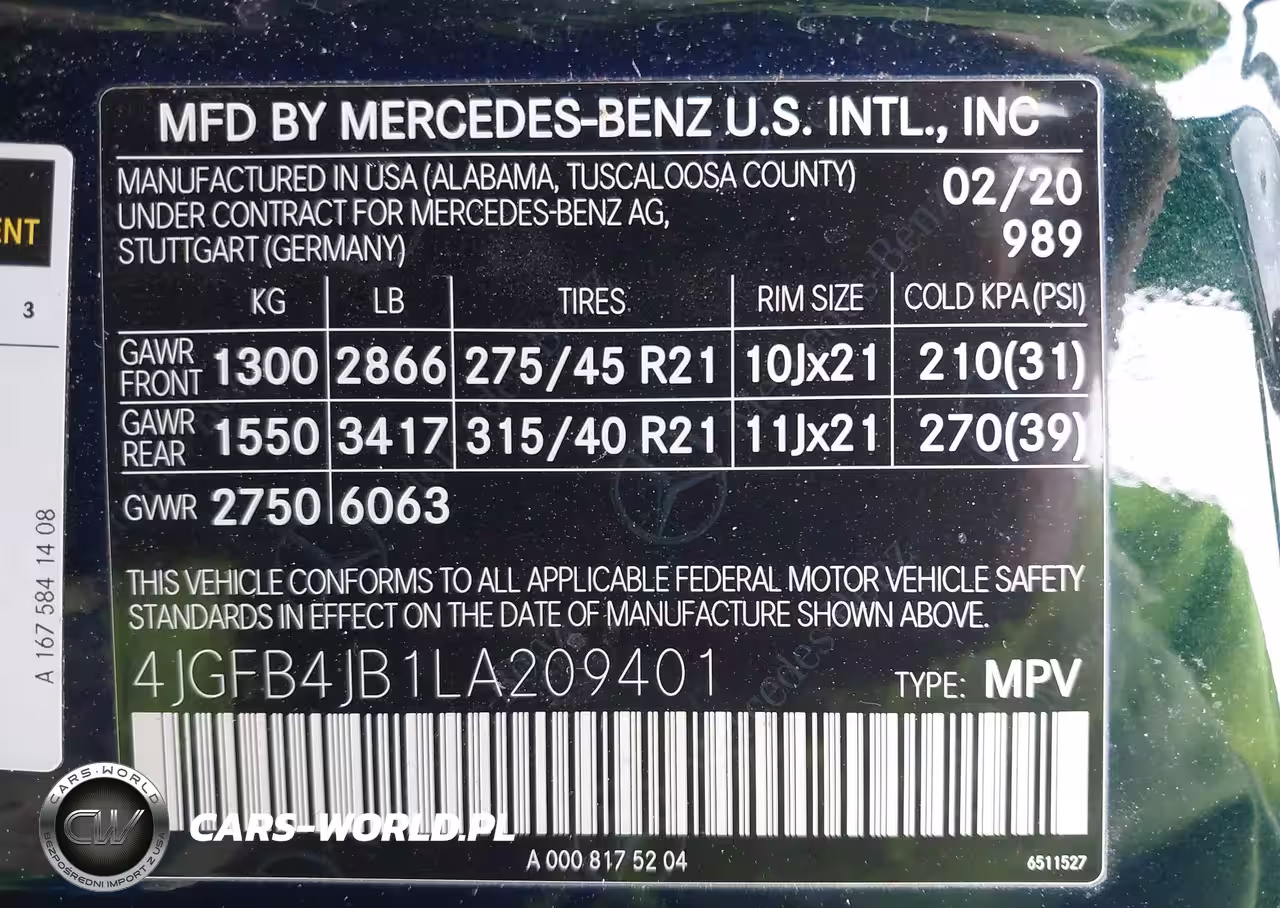 MFD BY MERCEDES-BENZ U.S. INTL., INC
MANUFACTURED IN USA (ALABAMA, TUSCALOOSA COUNTY) 02/20
UNDER CONTRACT FOR MERCEDES-BENZ AG, 989
STUTTGART (GERMANY)
KG LB TIRES RIM SIZE COLD KPA (PSI)
GAWR FRONT 1300 2866 275/45 R21 10Jx21 210(31)
GAWR REAR 1550 3417 315/40 R21 11Jx21 270(39)
GVWR 2750 6063
THIS VEHICLE CONFORMS TO ALL APPLICABLE FEDERAL MOTOR VEHICLE SAFETY
STANDARDS IN EFFECT ON THE DATE OF MANUFACTURE SHOWN ABOVE.
4JGFB4JB1LA209401 TYPE: MPV
A 000 817 52 04 6511527
ENT
3
A 167 584 14 08
CARS-WORLD
CW
BEZPOŚREDNI IMPORT Z USA
CARS-WORLD.PL